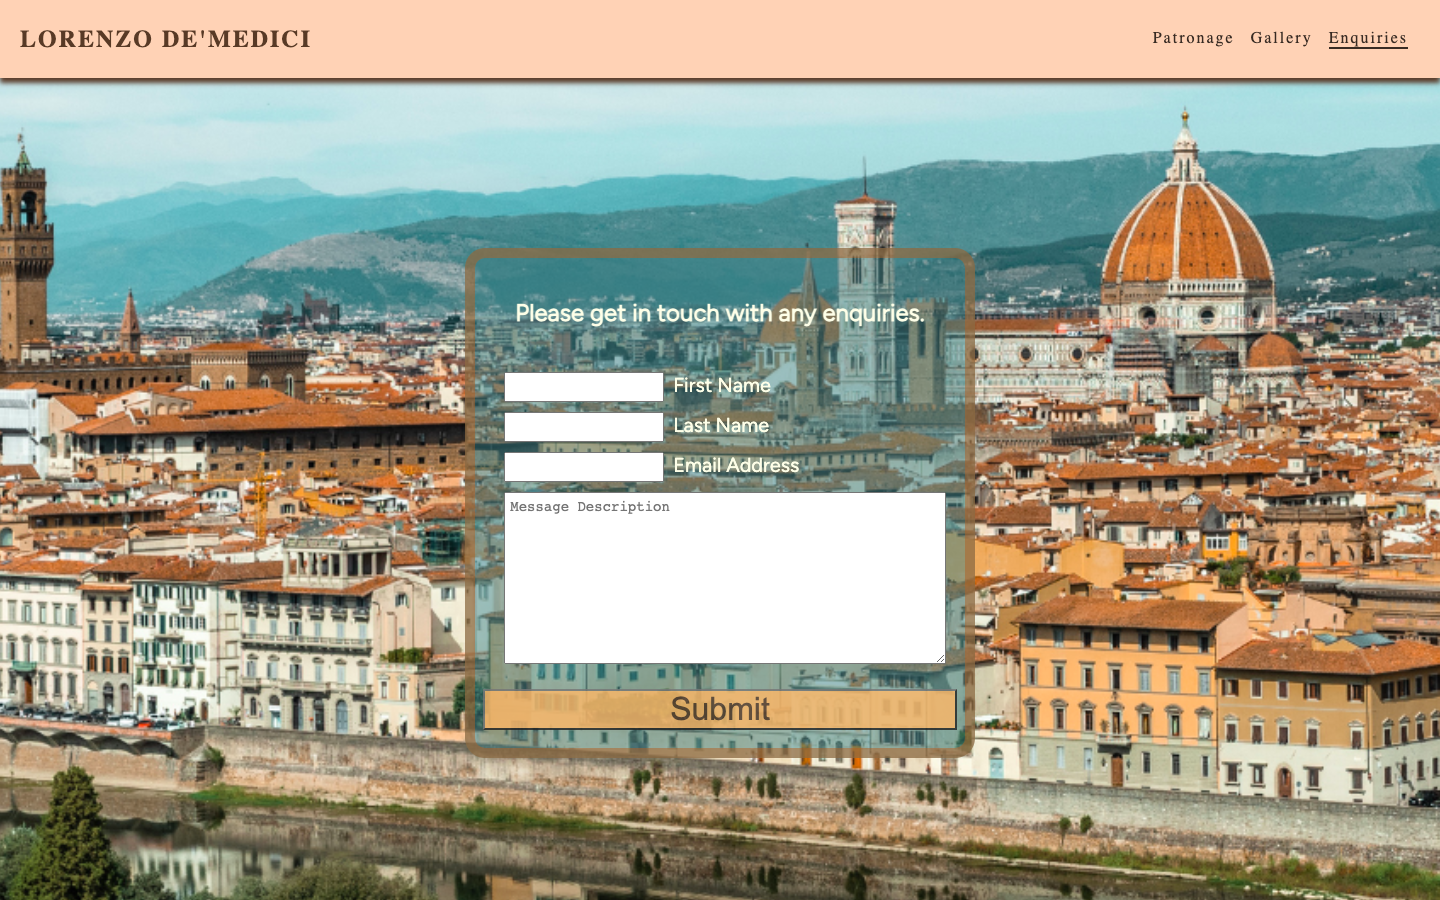 LORENZO DE'MEDICI
Patronage Gallery Enquiries
Please get in touch with any enquiries.
First Name
Last Name
Email Address
Message Description
Submit